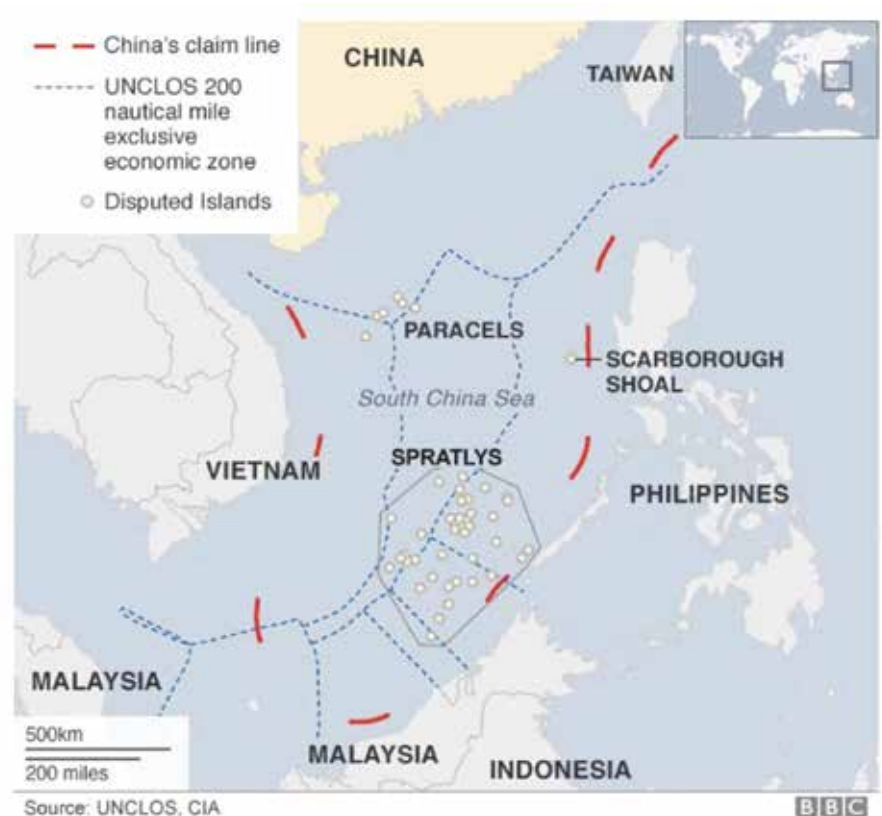 China's claim line
UNCLOS 200
nautical mile
exclusive
economic zone
Disputed Islands
CHINA
TAIWAN
PARACELS
SCARBOROUGH
SHOAL
South China Sea
SPRATLYS
VIETNAM
PHILIPPINES
MALAYSIA
500km
200 miles
MALAYSIA
INDONESIA
Source: UNCLOS, CIA
BBC